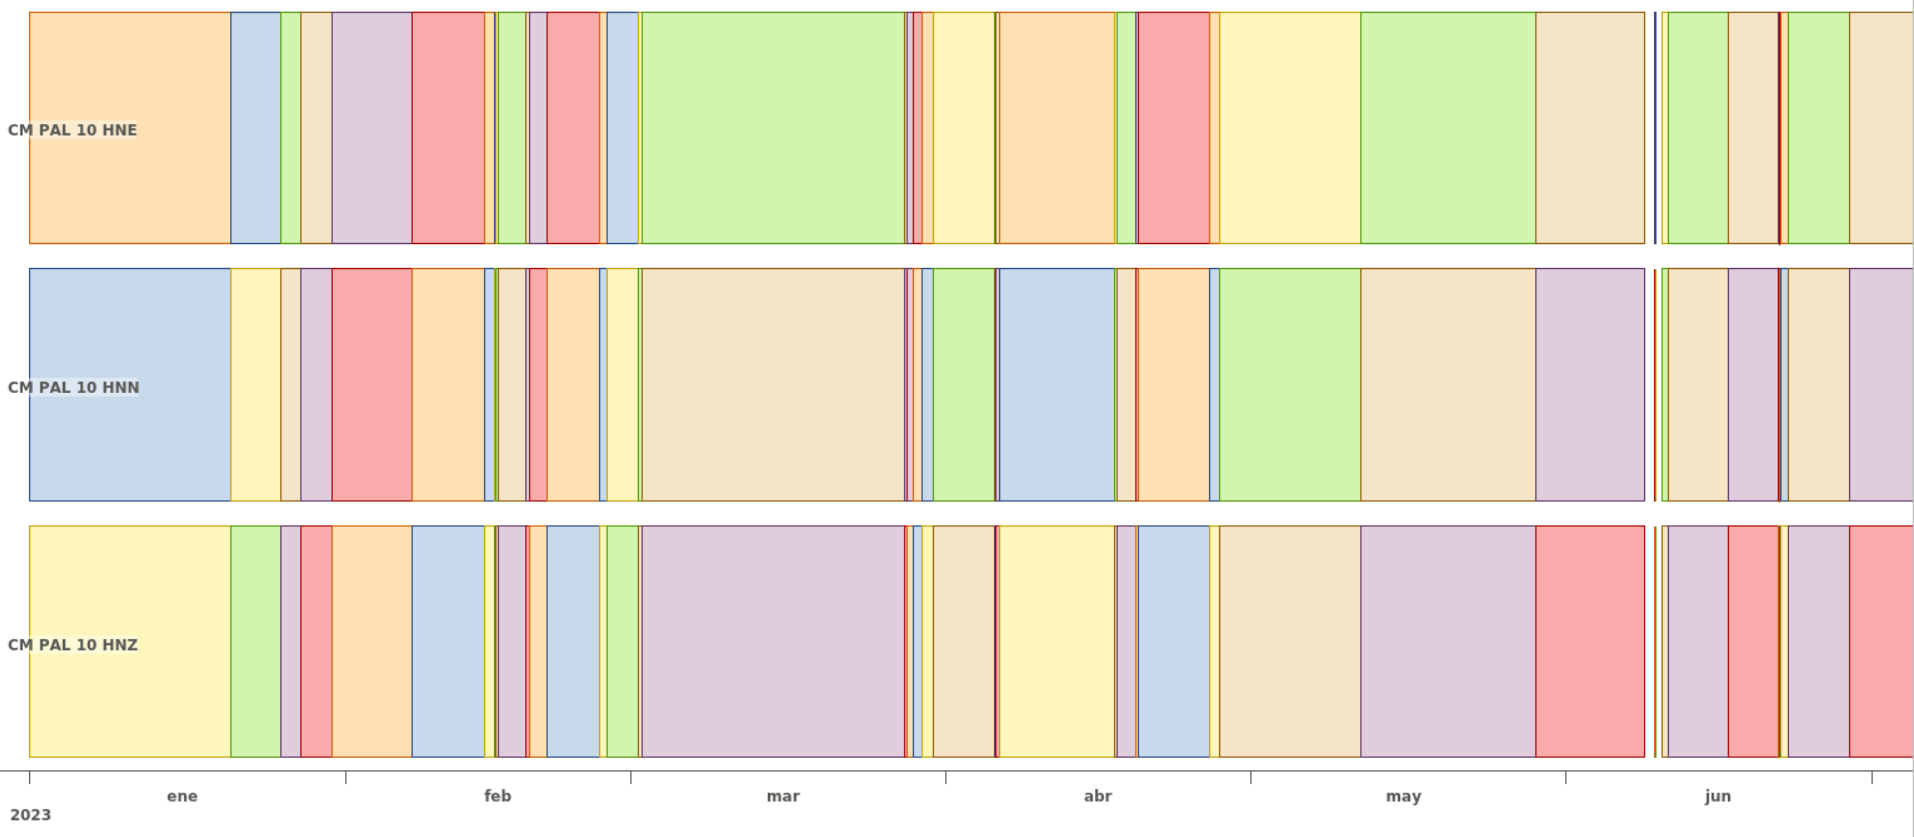 CM PAL 10 HNE
CM PAL 10 HNN
CM PAL 10 HNZ
ene feb mar abr may jun
2023